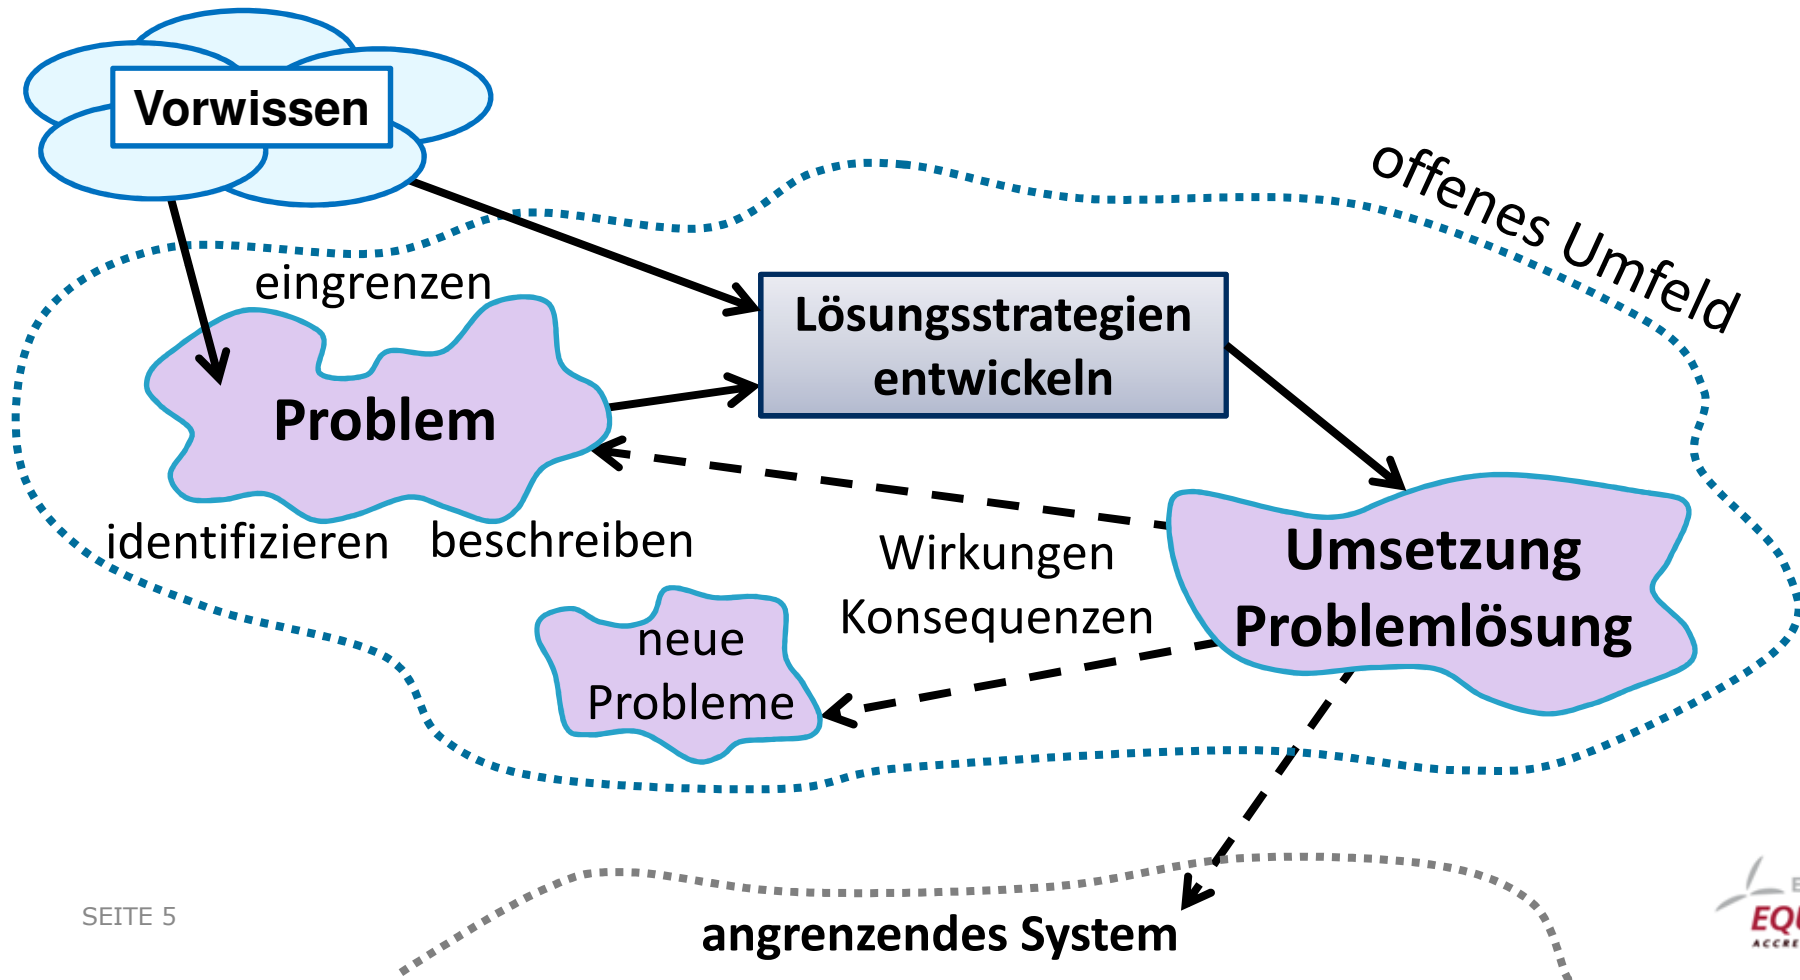 Vorwissen
offenes Umfeld
eingrenzen
Lösungsstrategien
entwickeln
Problem
identifizieren
beschreiben
Wirkungen
Konsequenzen
Umsetzung
Problemlösung
neue
Probleme
angrenzendes System
SEITE 5